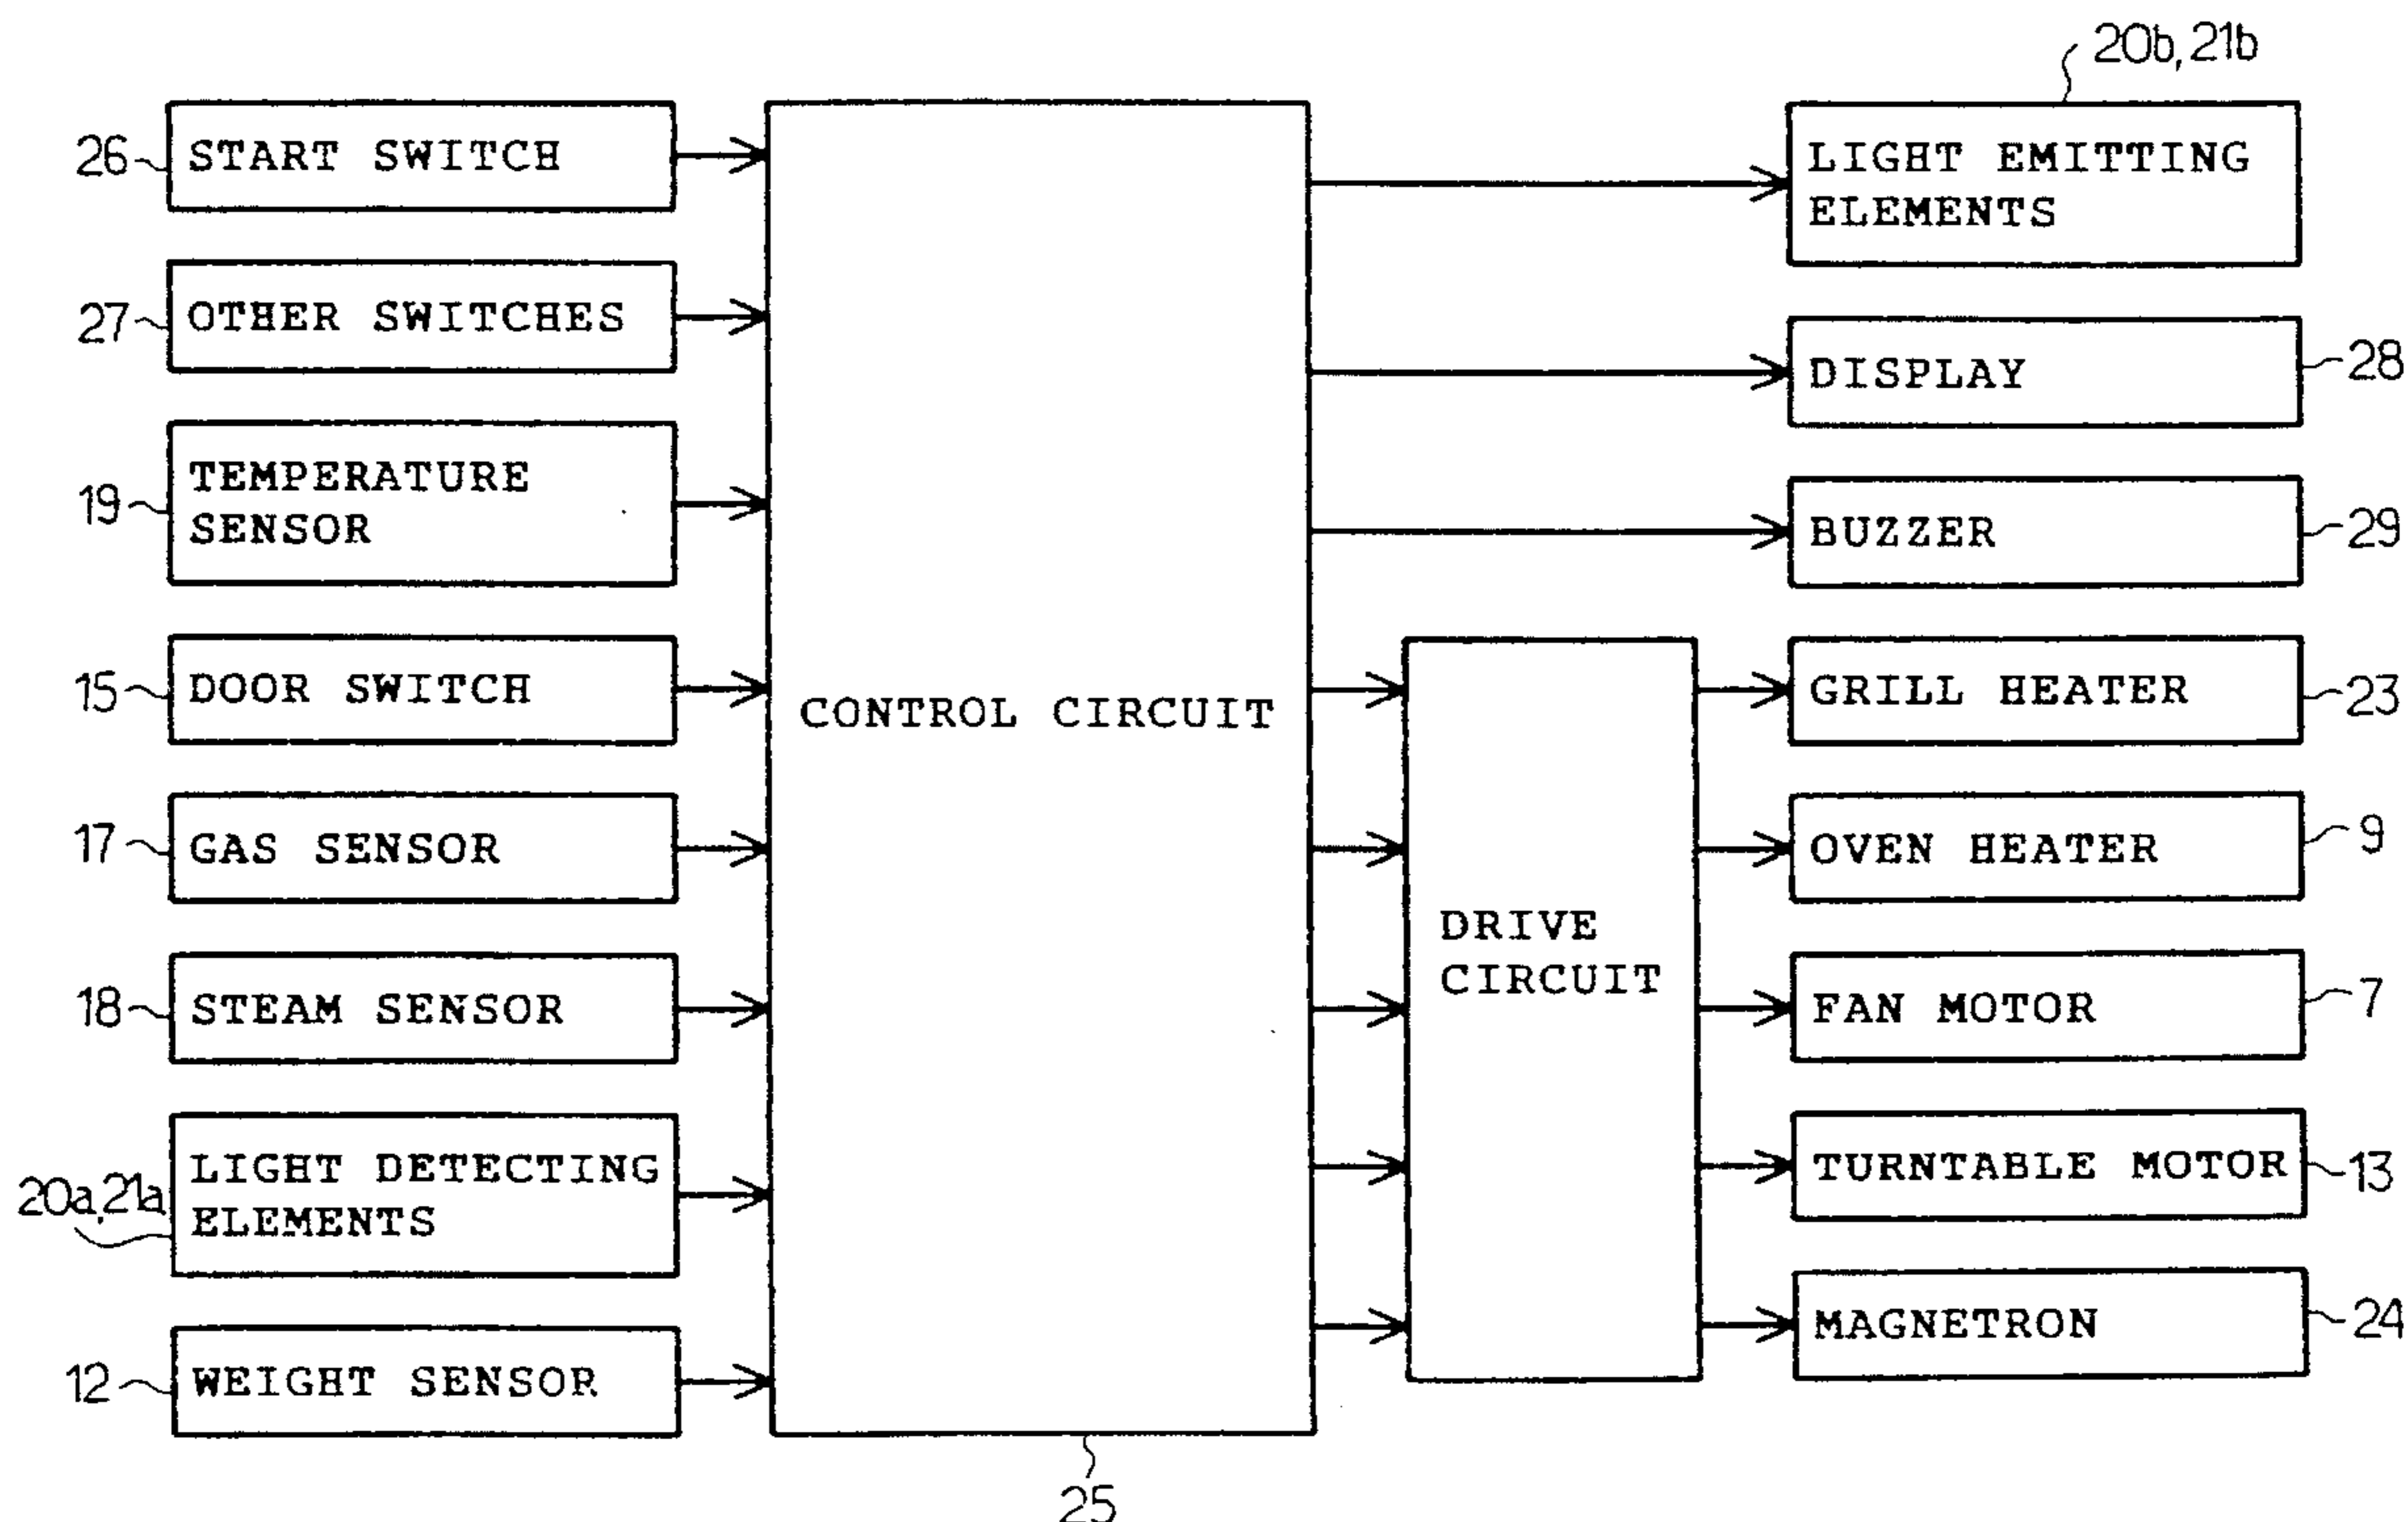 26
START SWITCH
27
OTHER SWITCHES
19
TEMPERATURE
SENSOR
15
DOOR SWITCH
17
GAS SENSOR
18
STEAM SENSOR
20a, 21a
LIGHT DETECTING
ELEMENTS
12
WEIGHT SENSOR
CONTROL CIRCUIT
25
DRIVE
CIRCUIT
20b, 21b
LIGHT EMITTING
ELEMENTS
DISPLAY
28
BUZZER
29
GRILL HEATER
23
OVEN HEATER
9
FAN MOTOR
7
TURNTABLE MOTOR
13
MAGNETRON
24